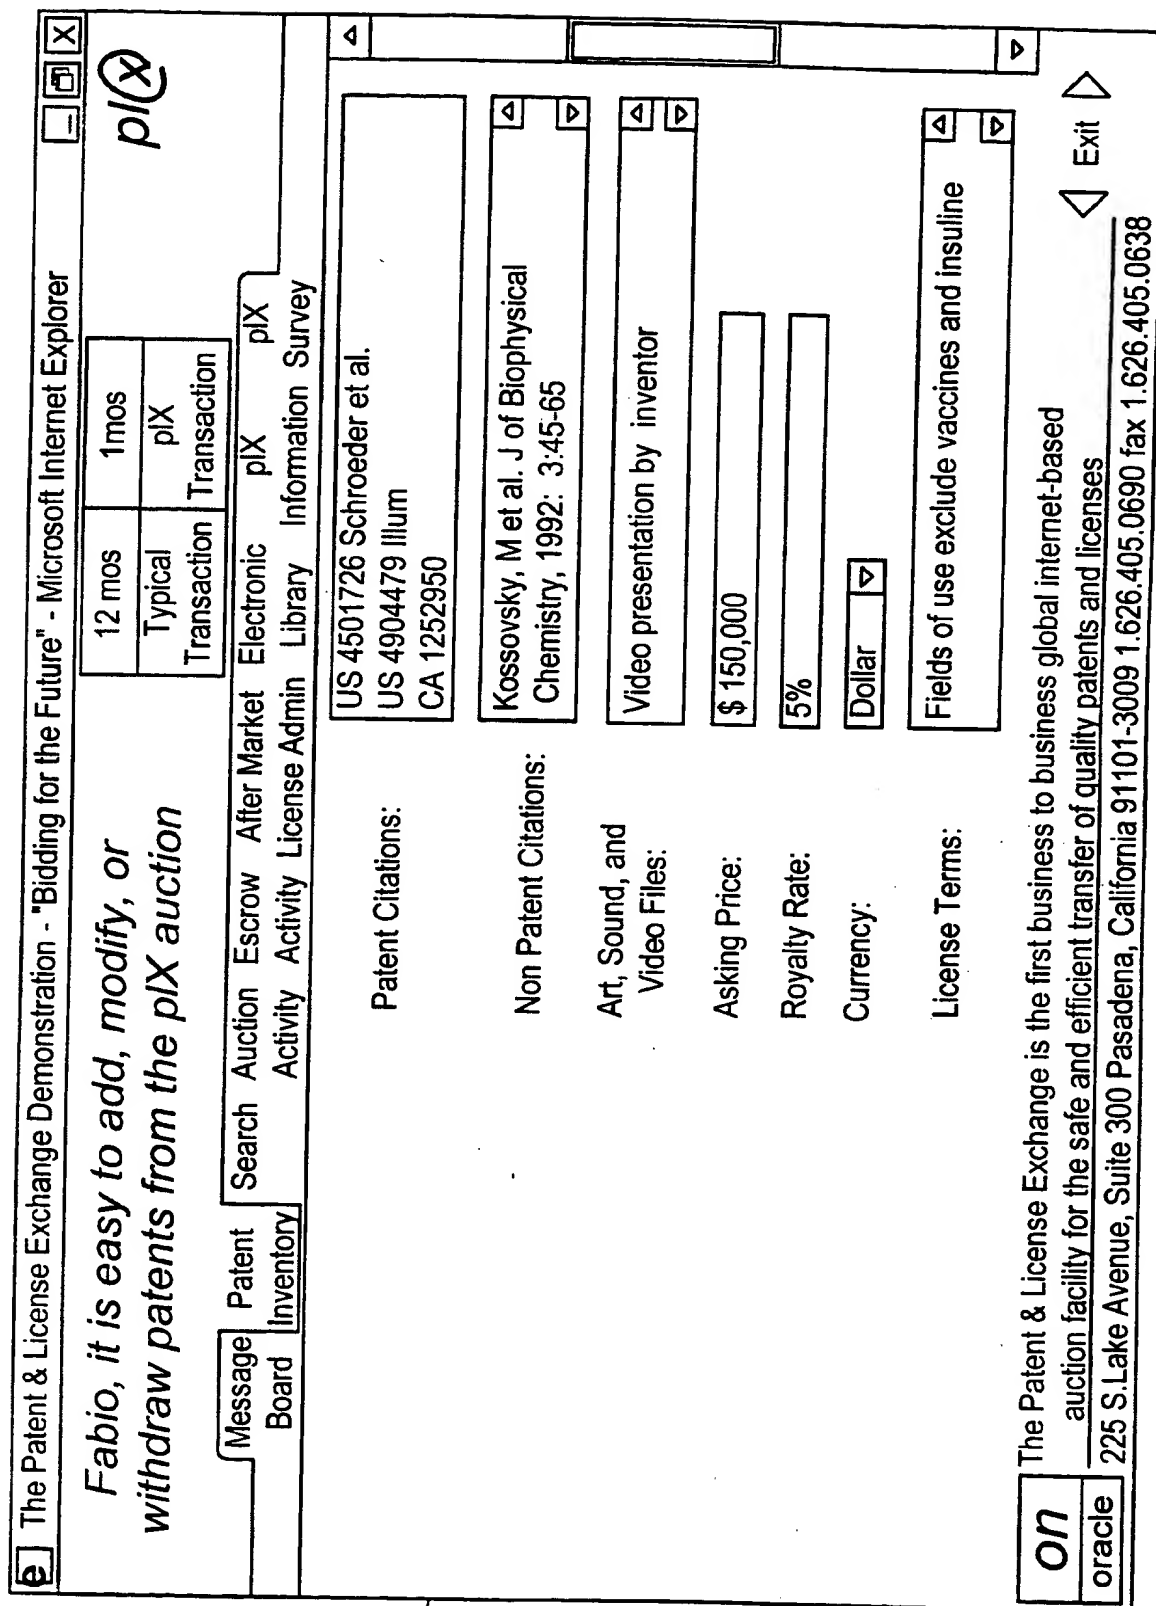 e The Patent & License Exchange Demonstration - "Bidding for the Future" - Microsoft Internet Explorer
Fabio, it is easy to add, modify, or
withdraw patents from the plX auction
12 mos 1mos
Typical plX
Transaction Transaction
plx
Message Patent Search Auction Escrow After Market Electronic plX plX
Board Inventory Activity Activity License Admin Library Information Survey
Patent Citations:
US 4501726 Schroeder et al.
US 4904479 Illum
CA 1252950
Non Patent Citations:
Kossovsky, M et al. J of Biophysical
Chemistry, 1992: 3:45-65
Art, Sound, and
Video Files:
Video presentation by inventor
Asking Price:
$ 150,000
Royalty Rate:
5%
Currency:
Dollar
License Terms:
Fields of use exclude vaccines and insuline
on
oracle
The Patent & License Exchange is the first business to business global internet-based
auction facility for the safe and efficient transfer of quality patents and licenses
225 S.Lake Avenue, Suite 300 Pasadena, California 91101-3009 1.626.405.0690 fax 1.626.405.0638
Exit